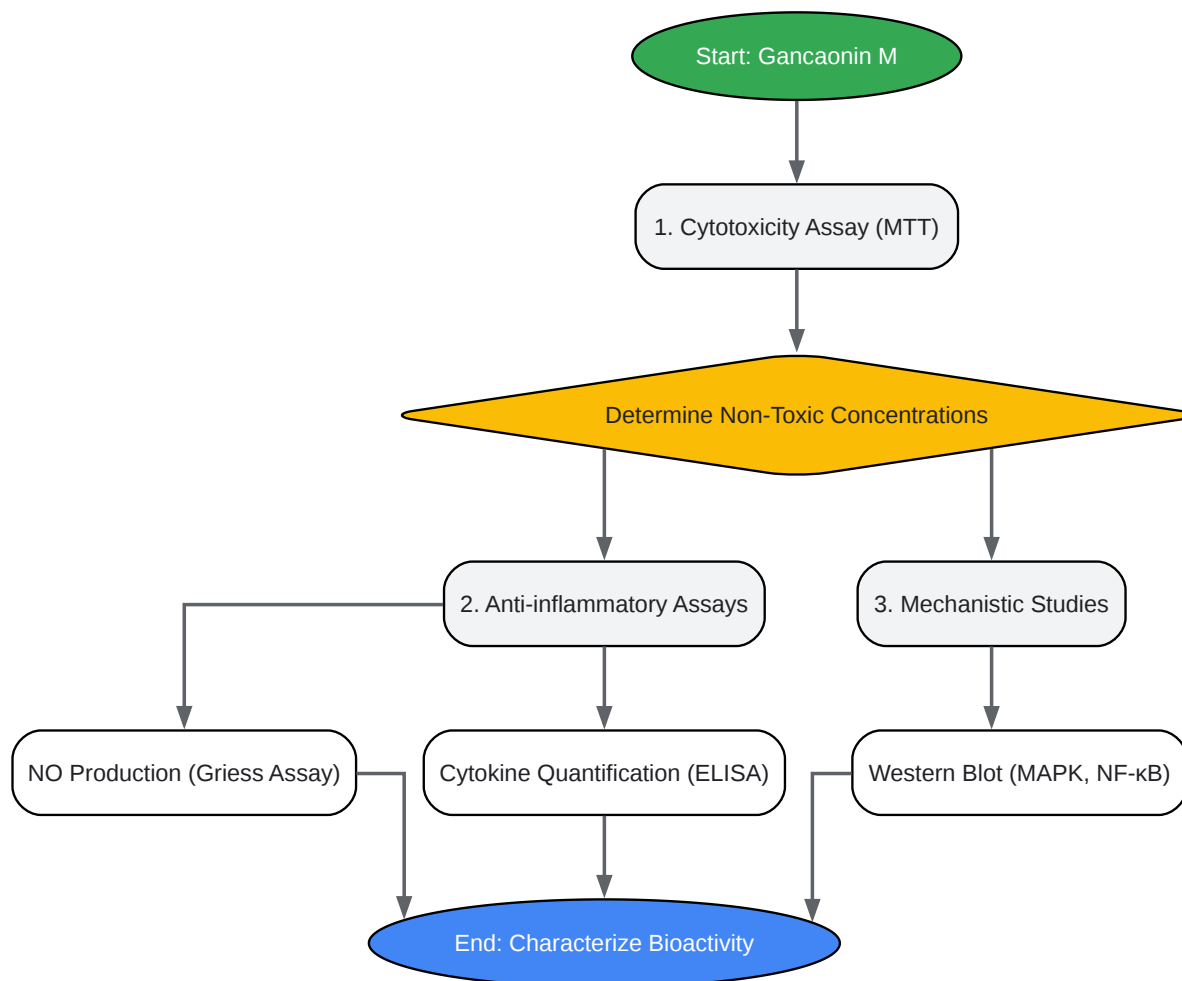 Start: Gancaonin M
1. Cytotoxicity Assay (MTT)
Determine Non-Toxic Concentrations
2. Anti-inflammatory Assays
3. Mechanistic Studies
NO Production (Griess Assay)
Cytokine Quantification (ELISA)
Western Blot (MAPK, NF-κB)
End: Characterize Bioactivity